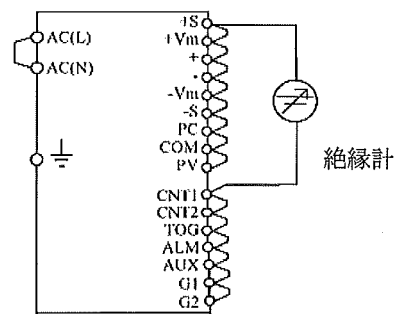 +S
+Vm
+
-
-Vm
-S
PC
COM
PV
CNT1
CNT2
TOG
ALM
AUX
G1
G2
AC(L)
AC(N)
絶縁計